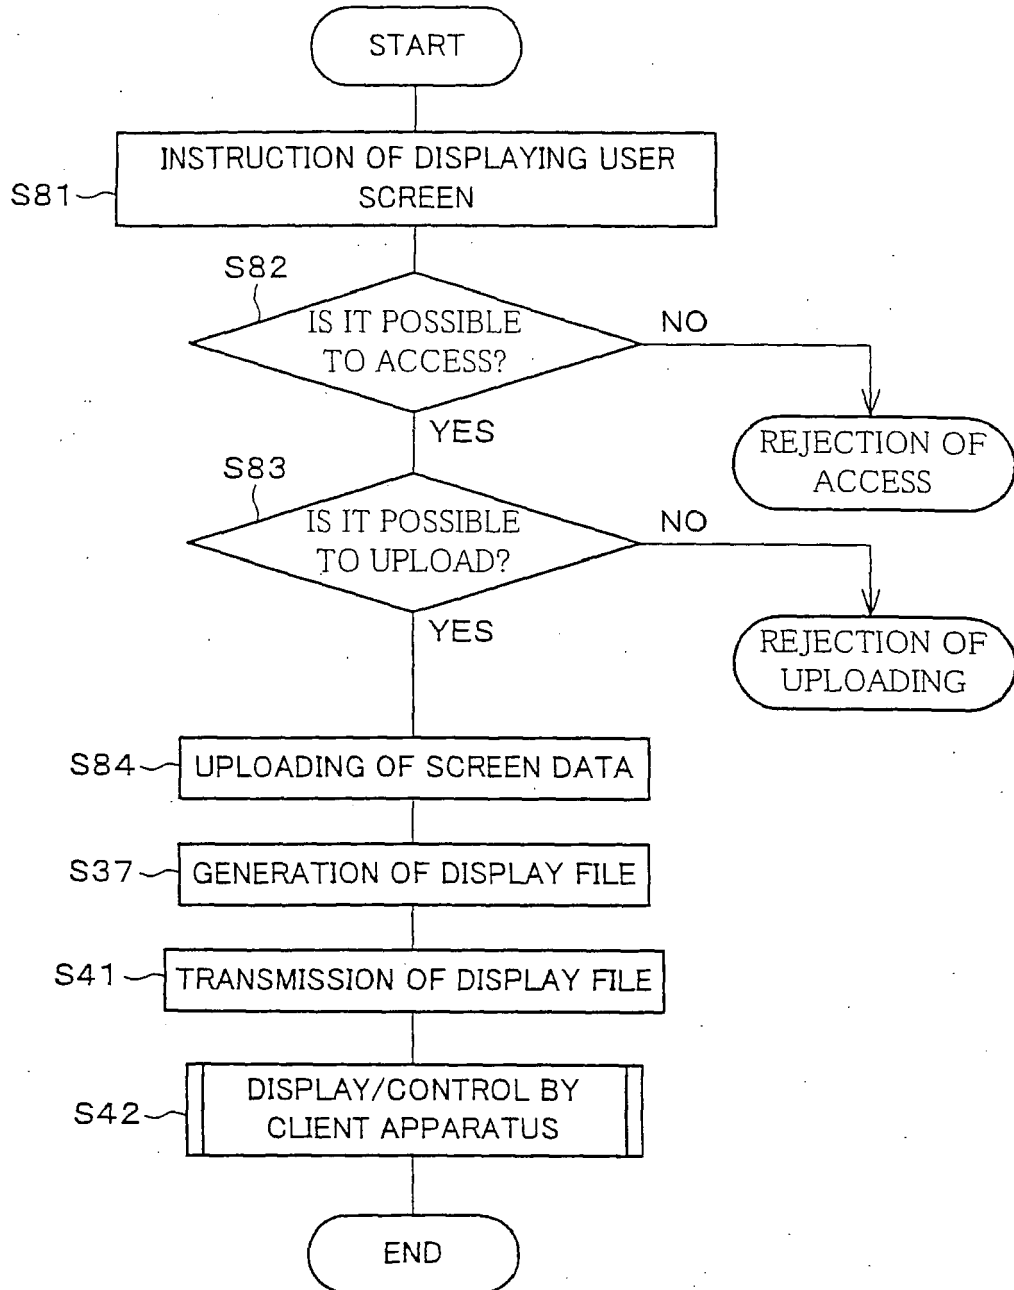 START
INSTRUCTION OF DISPLAYING USER
SCREEN
S81
S82
IS IT POSSIBLE
TO ACCESS?
NO
YES
REJECTION OF
ACCESS
S83
IS IT POSSIBLE
TO UPLOAD?
NO
YES
REJECTION OF
UPLOADING
S84
UPLOADING OF SCREEN DATA
S37
GENERATION OF DISPLAY FILE
S41
TRANSMISSION OF DISPLAY FILE
S42
DISPLAY/CONTROL BY
CLIENT APPARATUS
END